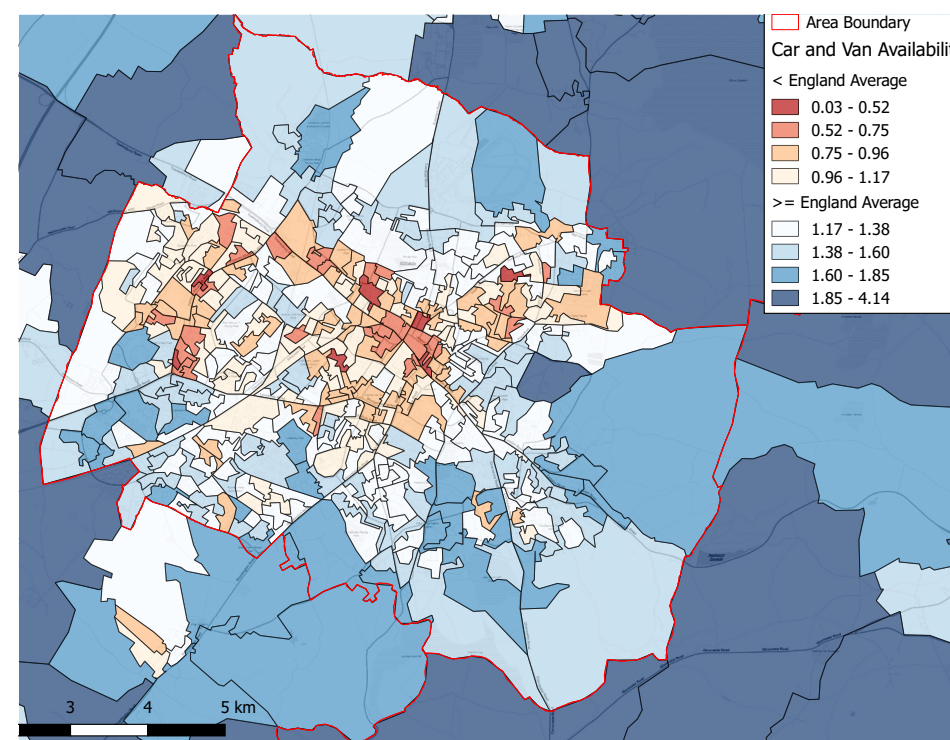 Area Boundary
Car and Van Availabili
< England Average
0.03 - 0.52
0.52 - 0.75
0.75 - 0.96
0.96 - 1.17
>= England Average
1.17 - 1.38
1.38 - 1.60
1.60 - 1.85
1.85 - 4.14
3 4 5 km